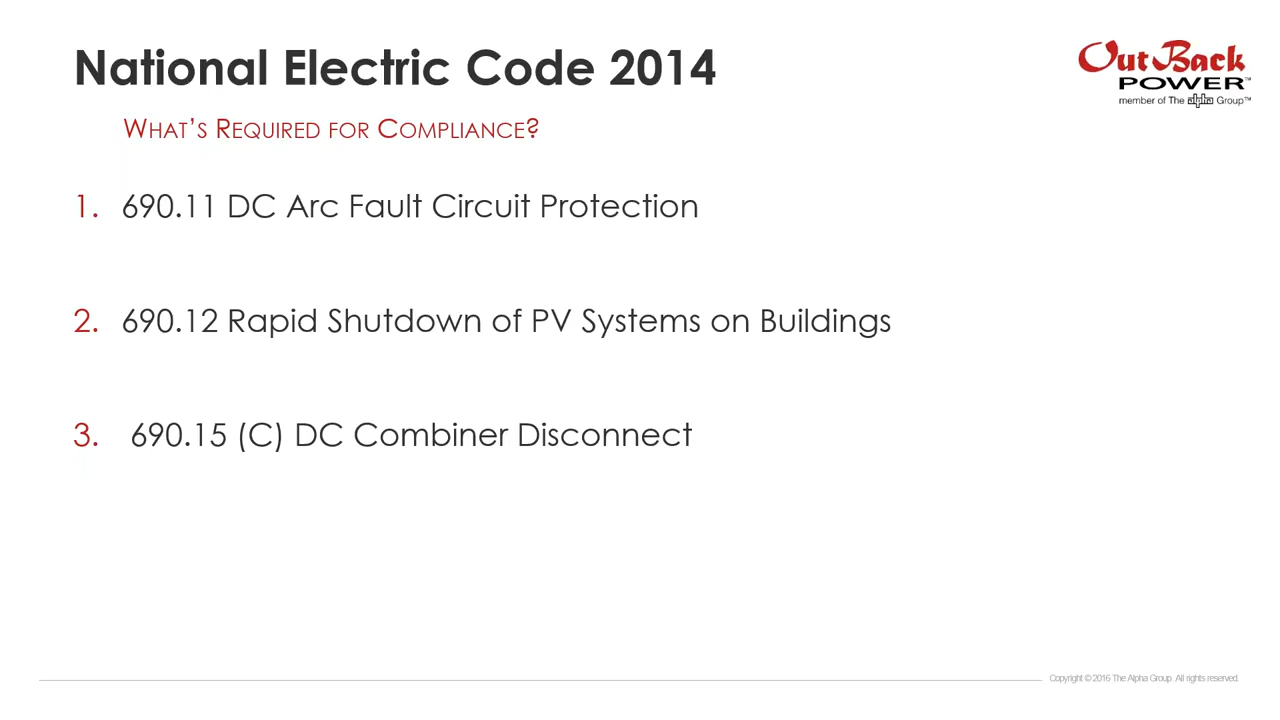 National Electric Code 2014
OutBack
POWER™
member of The alpha Group™
What's Required for Compliance?
1. 690.11 DC Arc Fault Circuit Protection
2. 690.12 Rapid Shutdown of PV Systems on Buildings
3. 690.15 (C) DC Combiner Disconnect
Copyright © 2016 The Alpha Group All rights reserved.